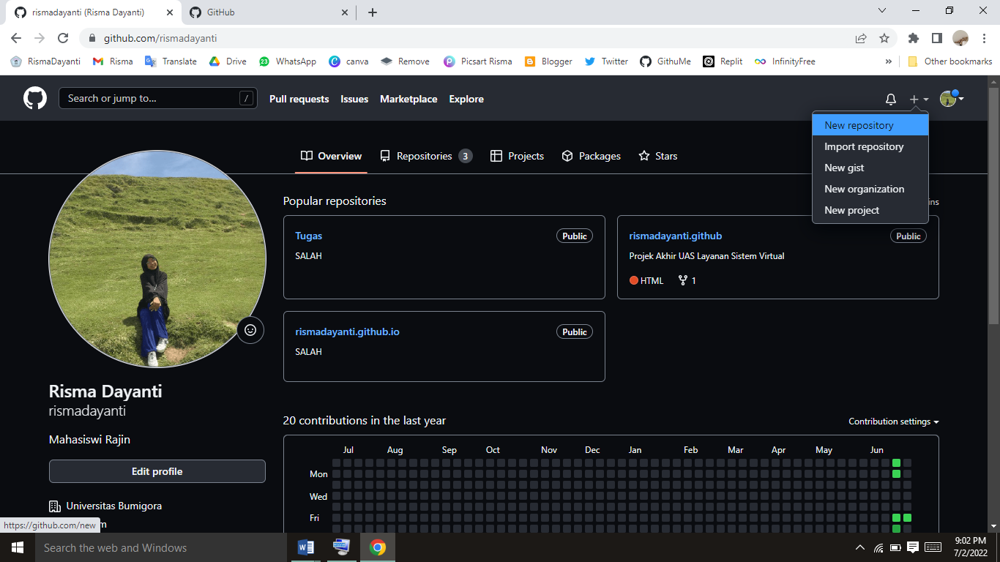 rismadayanti (Risma Dayanti)
GitHub
github.com/rismadayanti
RismaDayanti
Risma
Translate
Drive
23
WhatsApp
canva
Remove
Picsart Risma
Blogger
Twitter
GithuMe
Replit
InfinityFree
»
Other bookmarks
Search or jump to...
/
Pull requests
Issues
Marketplace
Explore
New repository
Import repository
New gist
New organization
New project
Overview
Repositories 3
Projects
Packages
Stars
Popular repositories
Tugas
Public
SALAH
rismadayanti.github
Public
Projek Akhir UAS Layanan Sistem Virtual
HTML
1
rismadayanti.github.io
Public
SALAH
Risma Dayanti
rismadayanti
Mahasiswi Rajin
Edit profile
Universitas Bumigora
20 contributions in the last year
Contribution settings
Jul Aug Sep Oct Nov Dec Jan Feb Mar Apr May Jun
Mon
Wed
Fri
https://github.com/new
Search the web and Windows
9:02 PM
7/2/2022